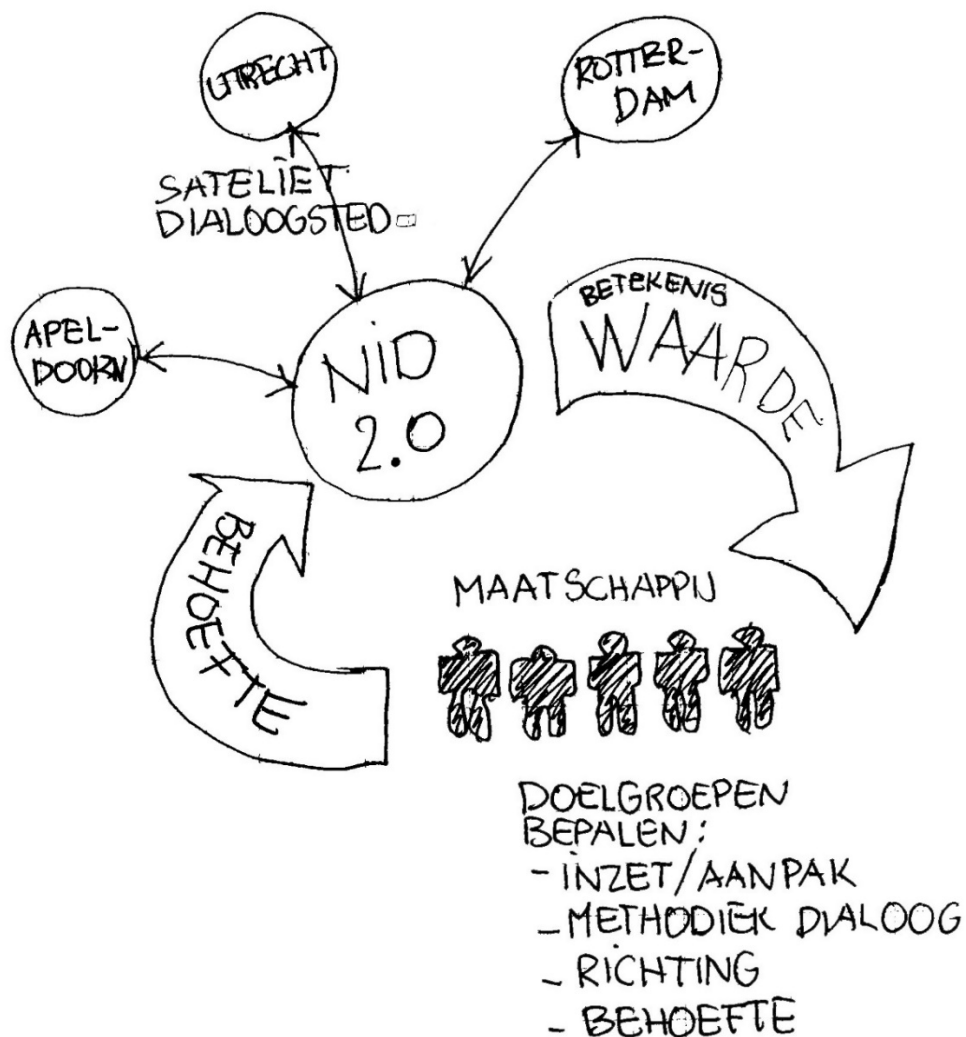 UTRECHT
ROTTER-
DAM
SATELIET
DIALOOGSTED
APEL-
DOORN
NID
2.0
BETEKENIS
WAARDE
BEHOEFTE
MAATSCHAPPIJ
DOELGROEPEN
BEPALEN:
- INZET/AANPAK
- METHODIEK DIALOOG
- RICHTING
- BEHOEFTE